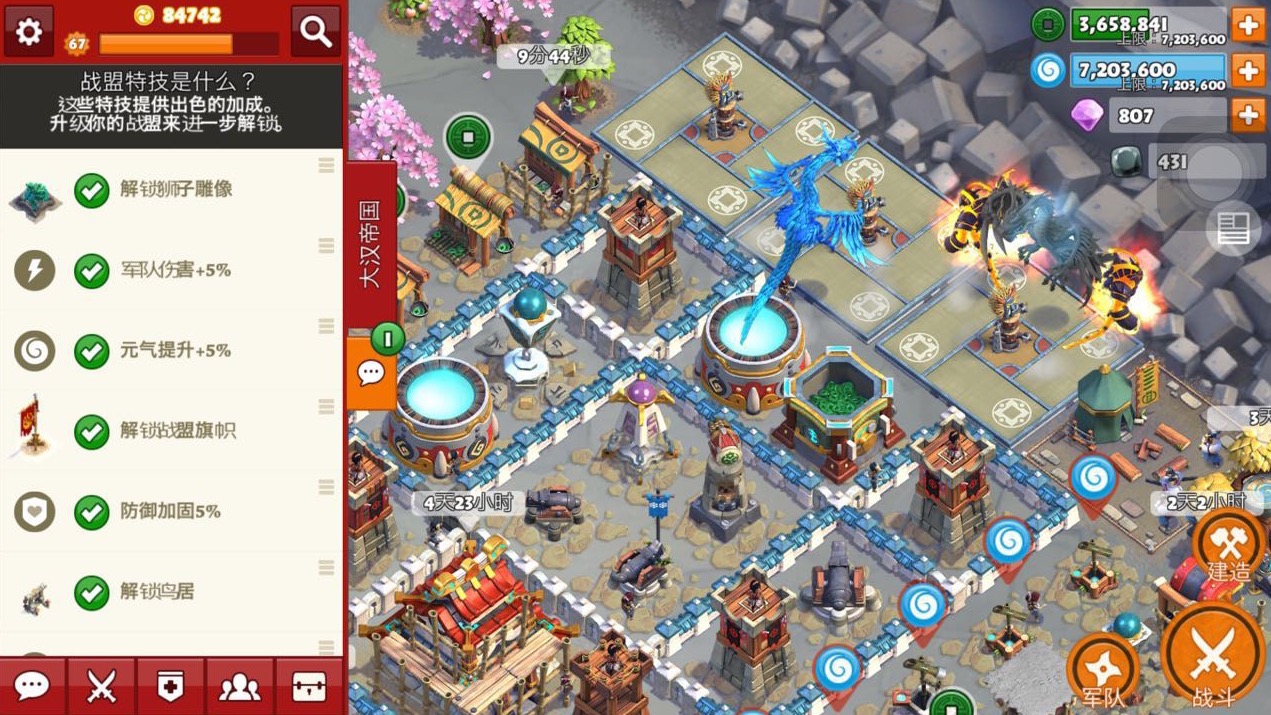 84742
67
战盟特技是什么？
这些特技提供出色的加成。
升级你的战盟来进一步解锁。
解锁狮子雕像
军队伤害+5%
元气提升+5%
解锁战盟旗帜
防御加固5%
解锁鸟居
大汉帝国
9分44秒
4天23小时
3,658,841
上限：7,203,600
7,203,600
上限：7,203,600
807
431
3天
2天2小时
建造
军队
战斗